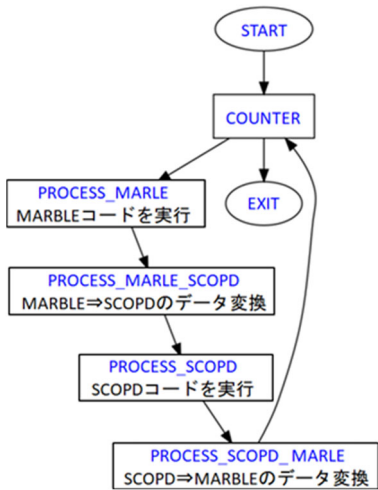 START
COUNTER
EXIT
PROCESS_MARLE
MARBLEコードを実行
PROCESS_MARLE_SCOPD
MARBLE⇒SCOPDのデータ変換
PROCESS_SCOPD
SCOPDコードを実行
PROCESS_SCOPD_MARLE
SCOPD⇒MARBLEのデータ変換